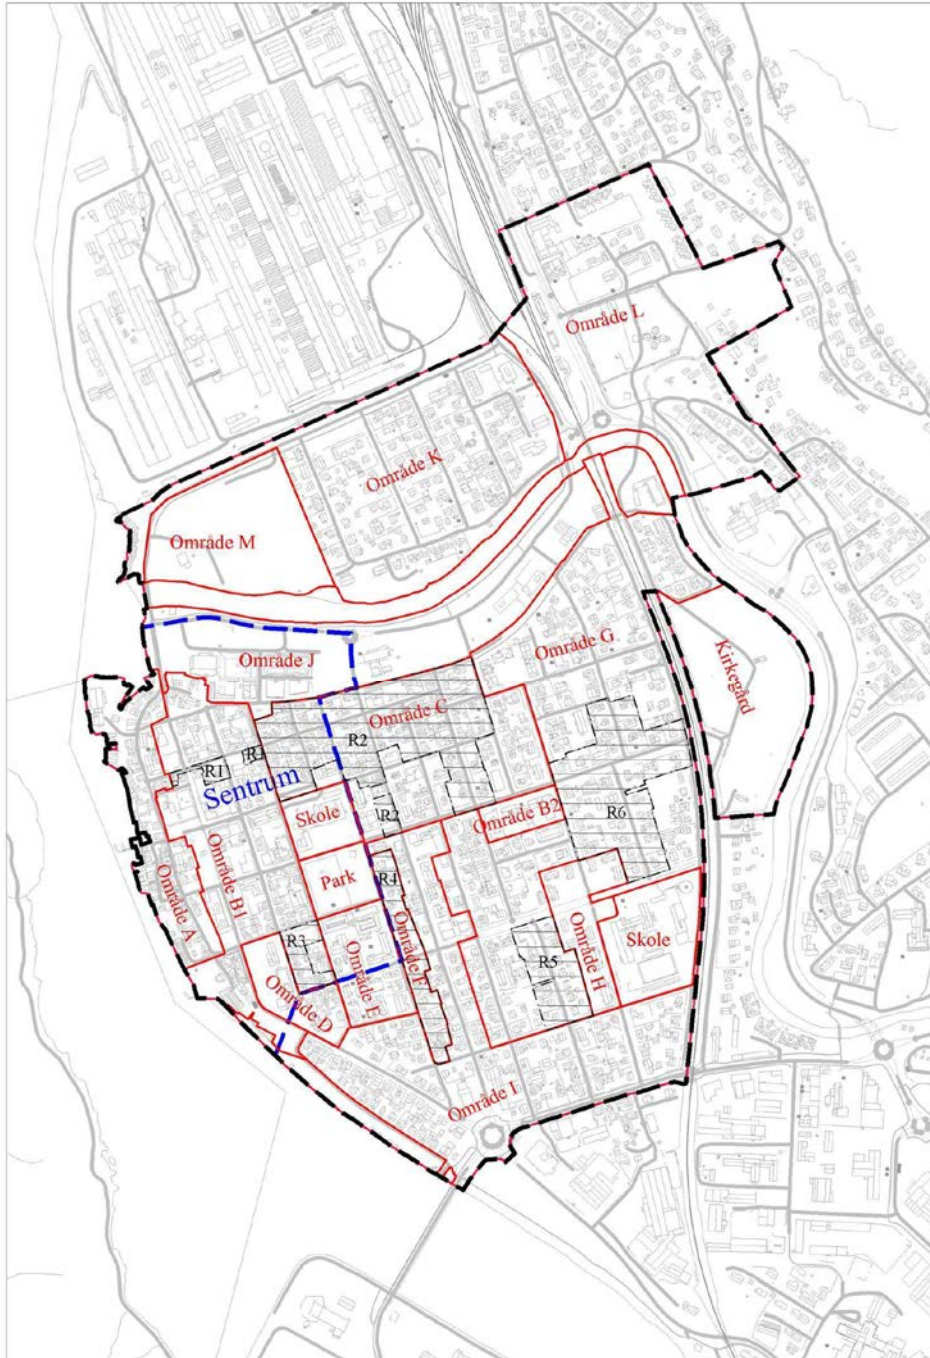 Område L
Område K
Område M
Område G
Område J
Kirkegård
Område C
R2
R1
R1
Sentrum
Skole
R2
Område B2
R6
Park
R4
Område B1
Område A
Område F
R3
Område E
Skole
R5
Område H
Område D
Område I